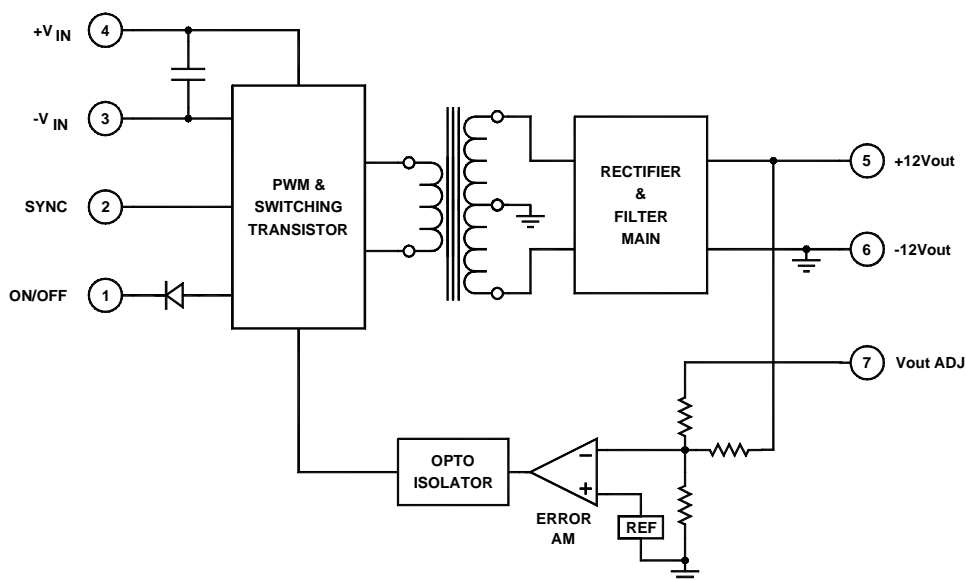 +V IN
4
-V IN
3
SYNC
2
ON/OFF
1
PWM &
SWITCHING
TRANSISTOR
RECTIFIER
&
FILTER
MAIN
5
+12Vout
6
-12Vout
7
Vout ADJ
OPTO
ISOLATOR
−
+
ERROR
AM
REF